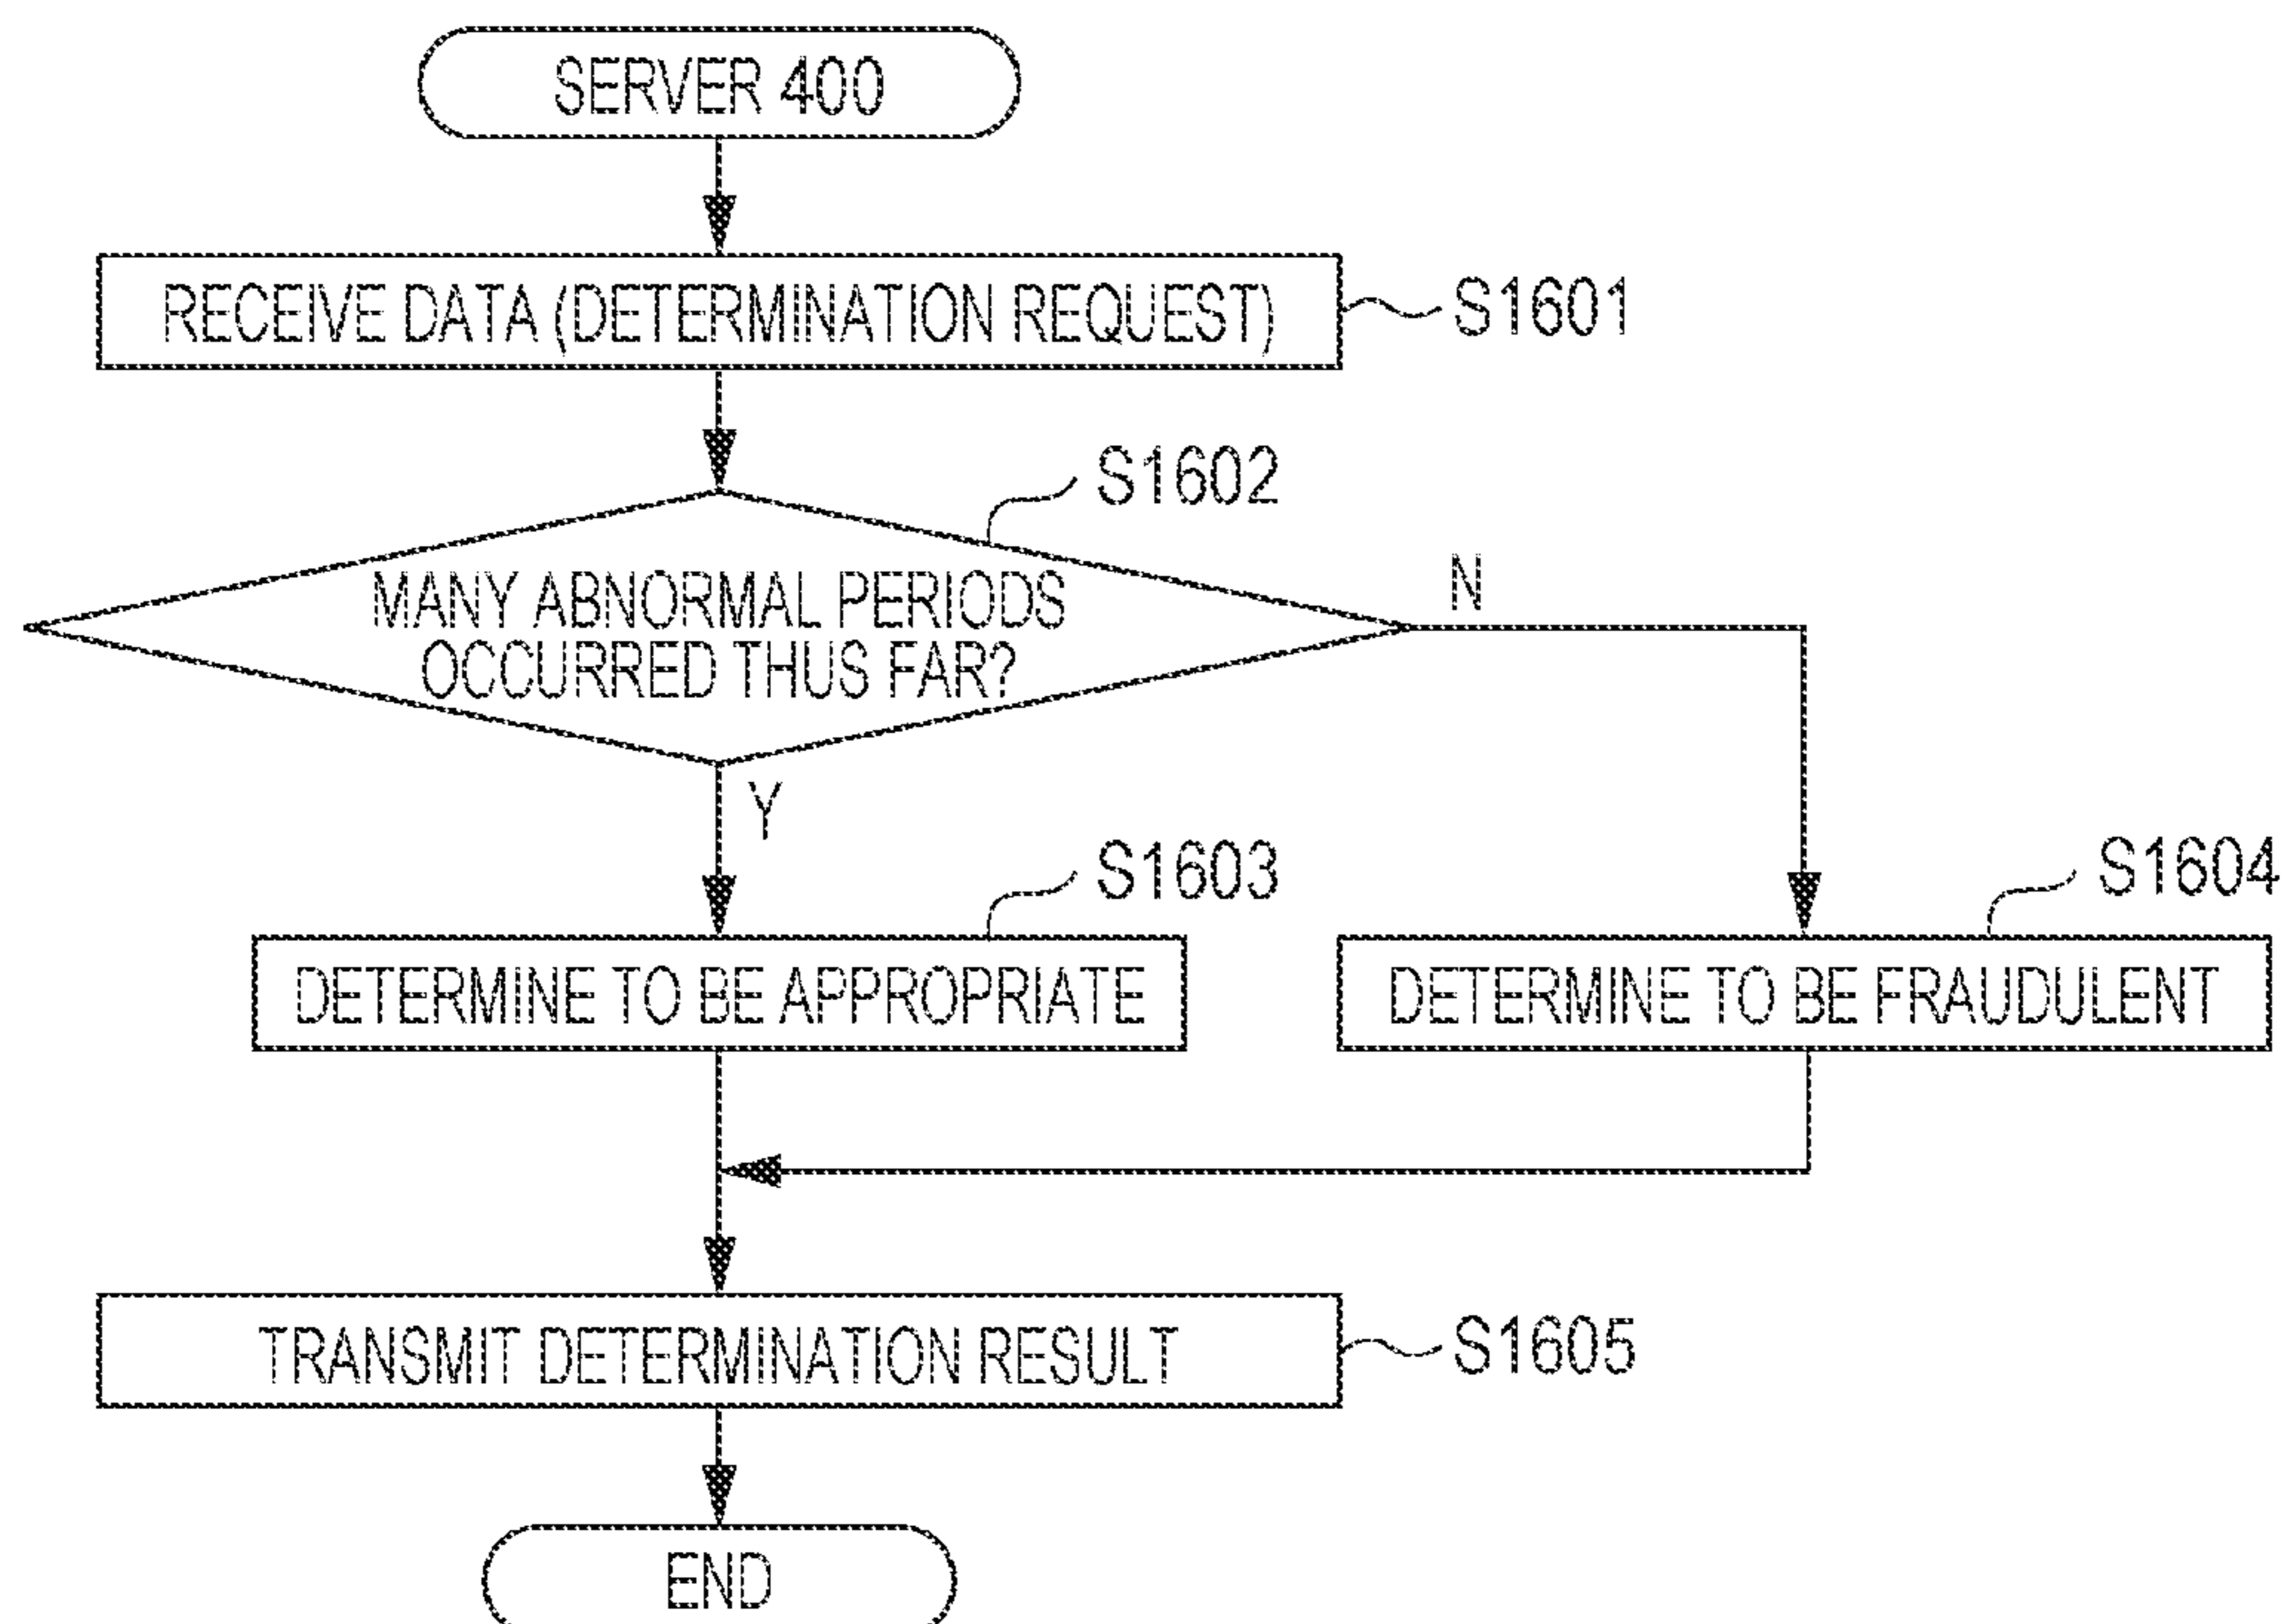 SERVER 400
RECEIVE DATA (DETERMINATION REQUEST)
S1601
S1602
MANY ABNORMAL PERIODS
OCCURRED THUS FAR?
N
Y
S1603
S1604
DETERMINE TO BE APPROPRIATE
DETERMINE TO BE FRAUDULENT
TRANSMIT DETERMINATION RESULT
S1605
END